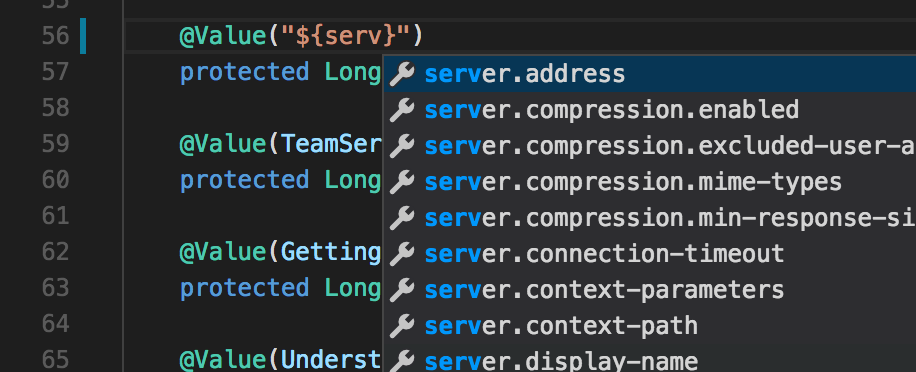 55
56 @Value("${serv}")
57 protected Long
server.address
58
server.compression.enabled
59 @Value(TeamSer
server.compression.excluded-user-a
60 protected Long
server.compression.mime-types
61
server.compression.min-response-si
62 @Value(Getting
server.connection-timeout
63 protected Long
server.context-parameters
64
server.context-path
65 @Value(Underst
server.display-name